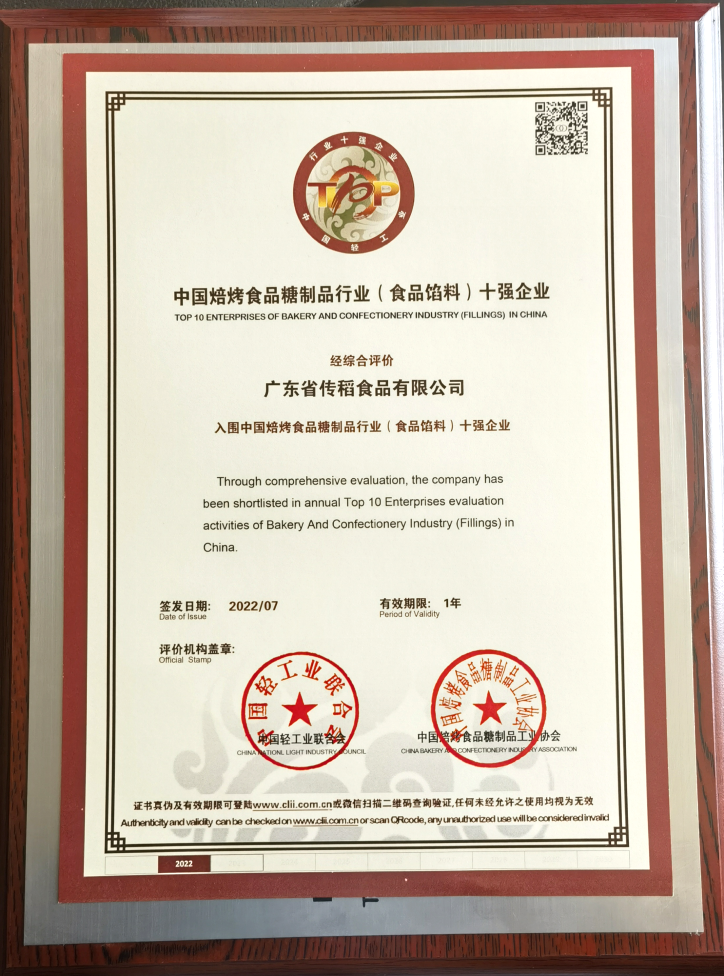 行业十强企业
TOP
中国轻工业
中国焙烤食品糖制品行业（食品馅料）十强企业
TOP 10 ENTERPRISES OF BAKERY AND CONFECTIONERY INDUSTRY (FILLINGS) IN CHINA
经综合评价
广东省传稻食品有限公司
入围中国焙烤食品糖制品行业（食品馅料）十强企业
Through comprehensive evaluation, the company has
been shortlisted in annual Top 10 Enterprises evaluation
activities of Bakery And Confectionery Industry (Fillings) in
China.
签发日期: 2022/07 有效期限: 1年
Date of Issue Period of Validity
评价机构盖章:
Official Stamp
中国轻工业联合会 中国焙烤食品糖制品工业协会
中国轻工业联合会 中国焙烤食品糖制品工业协会
CHINA NATIONL LIGHT INDUSTRY COUNCIL CHINA BAKERY AND CONFECTIONERY INDUSTRY ASSOCIATION
证书真伪及有效期限可登陆www.clii.com.cn或微信扫描二维码查询验证,任何未经允许之使用均视为无效
Authenticity and validity can be checked on www.clii.com.cn or scan QRcode, any unauthorized use will be considered invalid
2022